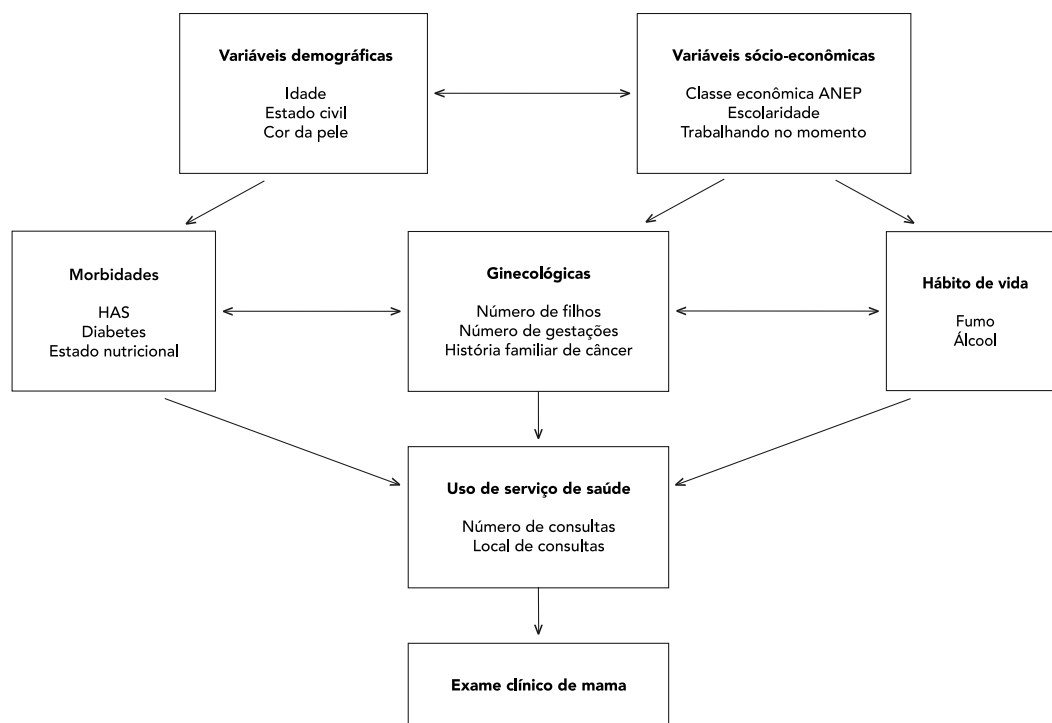 Variáveis demográficas
Idade
Estado civil
Cor da pele
Variáveis sócio-econômicas
Classe econômica ANEP
Escolaridade
Trabalhando no momento
Morbidades
HAS
Diabetes
Estado nutricional
Ginecológicas
Número de filhos
Número de gestações
História familiar de câncer
Hábito de vida
Fumo
Álcool
Uso de serviço de saúde
Número de consultas
Local de consultas
Exame clínico de mama